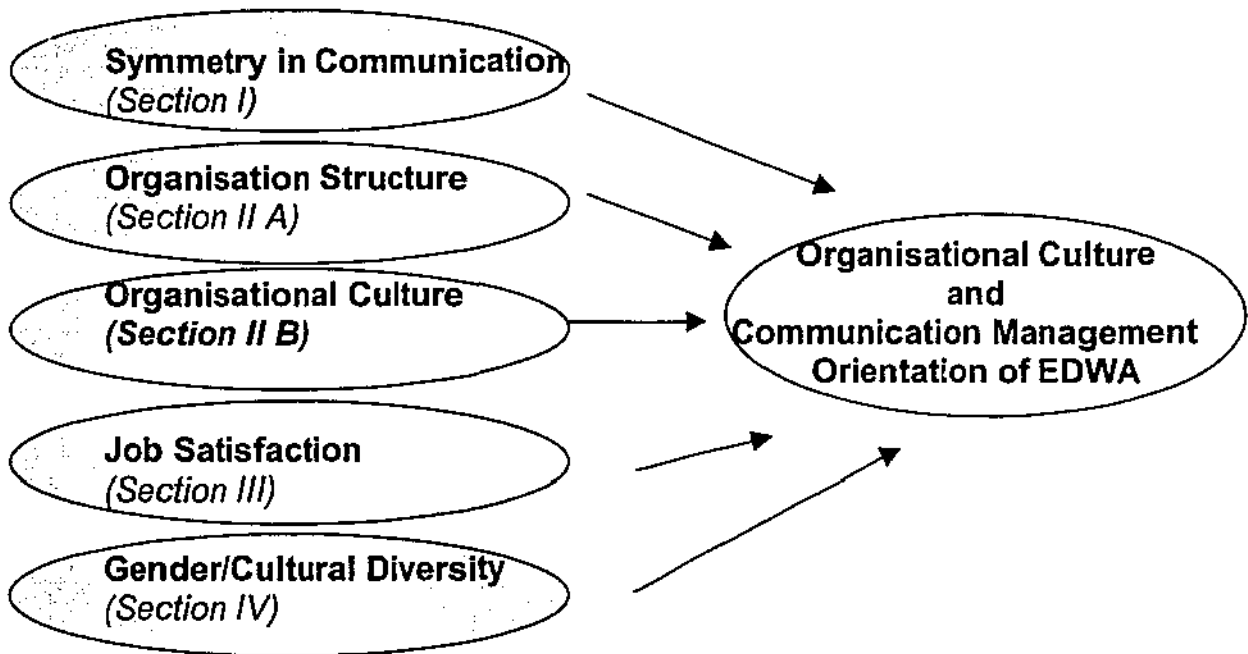 Symmetry in Communication
(Section I)
Organisation Structure
(Section II A)
Organisational Culture
(Section II B)
Job Satisfaction
(Section III)
Gender/Cultural Diversity
(Section IV)
Organisational Culture
and
Communication Management
Orientation of EDWA